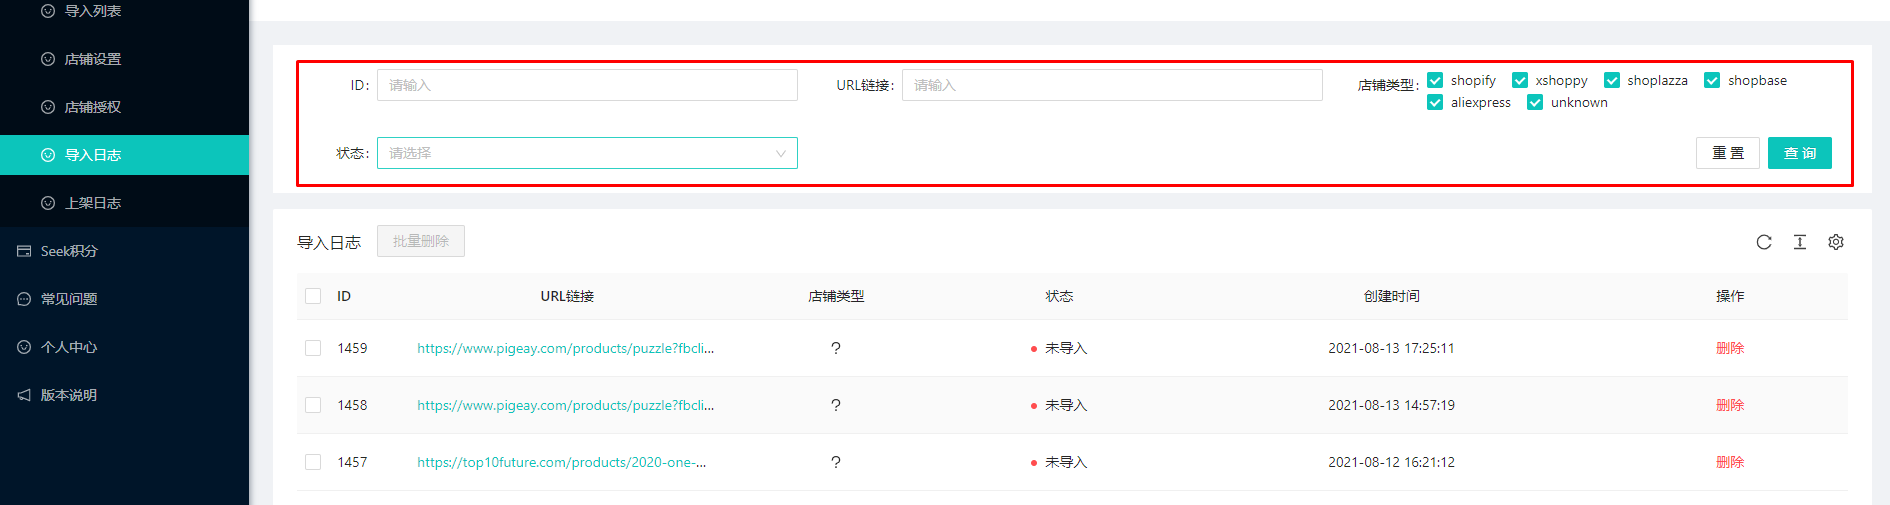 导入列表
店铺设置
店铺授权
导入日志
上架日志
Seek积分
常见问题
个人中心
版本说明
ID: 请输入 URL链接: 请输入 店铺类型: shopify xshoppy shoplazza shopbase
aliexpress unknown
状态: 请选择 重 置 查 询
导入日志 批量删除
ID URL链接 店铺类型 状态 创建时间 操作
1459 https://www.pigeay.com/products/puzzle?fbcli... ? 未导入 2021-08-13 17:25:11 删除
1458 https://www.pigeay.com/products/puzzle?fbcli... ? 未导入 2021-08-13 14:57:19 删除
1457 https://top10future.com/products/2020-one-... ? 未导入 2021-08-12 16:21:12 删除